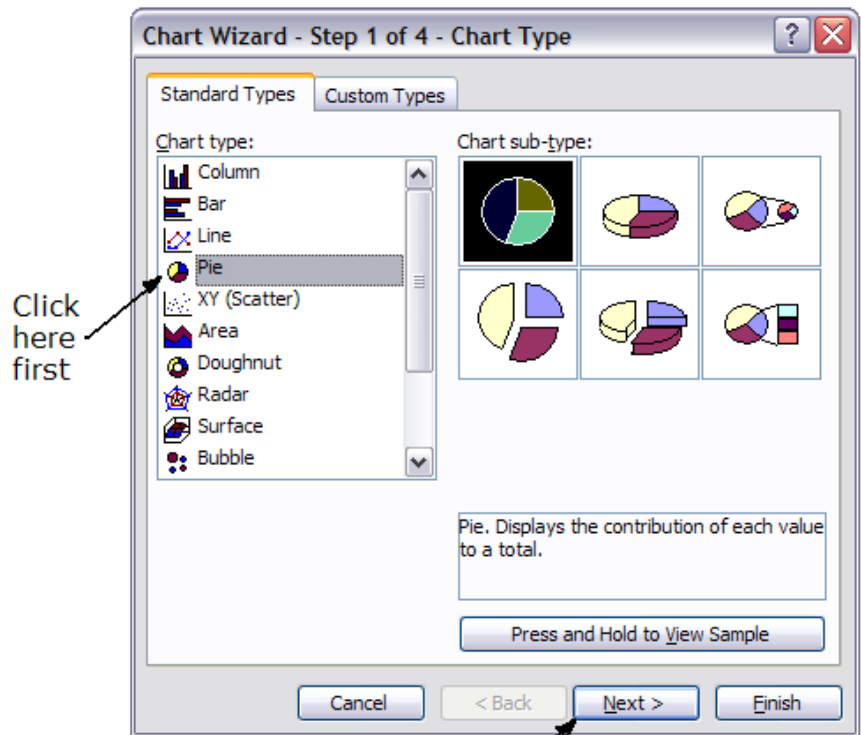 Chart Wizard - Step 1 of 4 - Chart Type
?
Standard Types
Custom Types
Chart type:
Column
Bar
Line
Pie
XY (Scatter)
Area
Doughnut
Radar
Surface
Bubble
Click
here
first
Chart sub-type:
Pie. Displays the contribution of each value
to a total.
Press and Hold to View Sample
Cancel
< Back
Next >
Finish